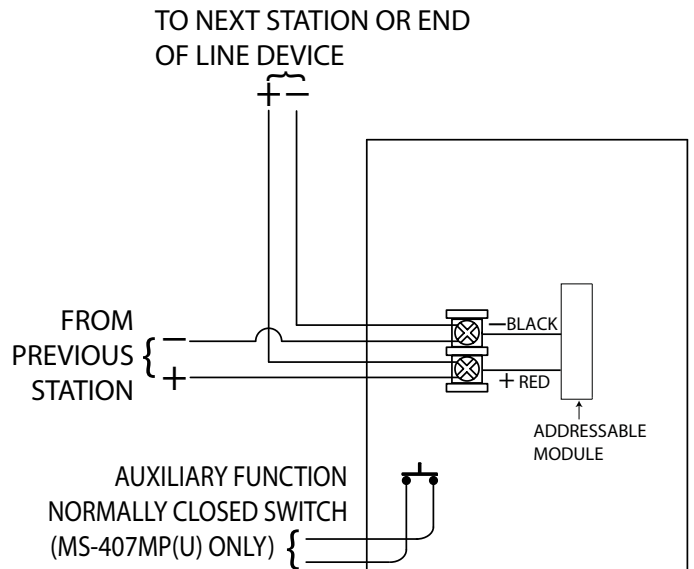 TO NEXT STATION OR END
OF LINE DEVICE
+ −
FROM
PREVIOUS
STATION
−
+
− BLACK
+ RED
ADDRESSABLE
MODULE
AUXILIARY FUNCTION
NORMALLY CLOSED SWITCH
(MS-407MP(U) ONLY)